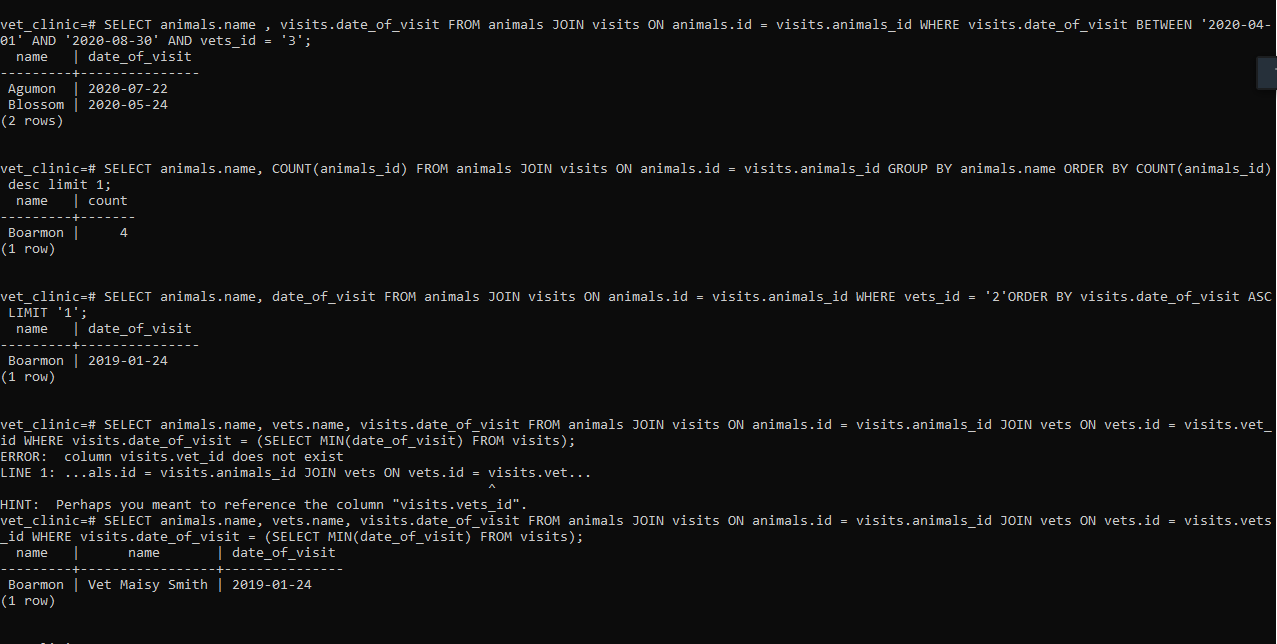 vet_clinic=# SELECT animals.name , visits.date_of_visit FROM animals JOIN visits ON animals.id = visits.animals_id WHERE visits.date_of_visit BETWEEN '2020-04-
01' AND '2020-08-30' AND vets_id = '3';
  name   | date_of_visit
---------+---------------
 Agumon  | 2020-07-22
 Blossom | 2020-05-24
(2 rows)
vet_clinic=# SELECT animals.name, COUNT(animals_id) FROM animals JOIN visits ON animals.id = visits.animals_id GROUP BY animals.name ORDER BY COUNT(animals_id)
 desc limit 1;
  name   | count
---------+-------
 Boarmon |     4
(1 row)
vet_clinic=# SELECT animals.name, date_of_visit FROM animals JOIN visits ON animals.id = visits.animals_id WHERE vets_id = '2'ORDER BY visits.date_of_visit ASC
 LIMIT '1';
  name   | date_of_visit
---------+---------------
 Boarmon | 2019-01-24
(1 row)
vet_clinic=# SELECT animals.name, vets.name, visits.date_of_visit FROM animals JOIN visits ON animals.id = visits.animals_id JOIN vets ON vets.id = visits.vet_
id WHERE visits.date_of_visit = (SELECT MIN(date_of_visit) FROM visits);
ERROR:  column visits.vet_id does not exist
LINE 1: ...als.id = visits.animals_id JOIN vets ON vets.id = visits.vet...
                                                             ^
HINT:  Perhaps you meant to reference the column "visits.vets_id".
vet_clinic=# SELECT animals.name, vets.name, visits.date_of_visit FROM animals JOIN visits ON animals.id = visits.animals_id JOIN vets ON vets.id = visits.vets
_id WHERE visits.date_of_visit = (SELECT MIN(date_of_visit) FROM visits);
  name   |      name       | date_of_visit
---------+-----------------+---------------
 Boarmon | Vet Maisy Smith | 2019-01-24
(1 row)